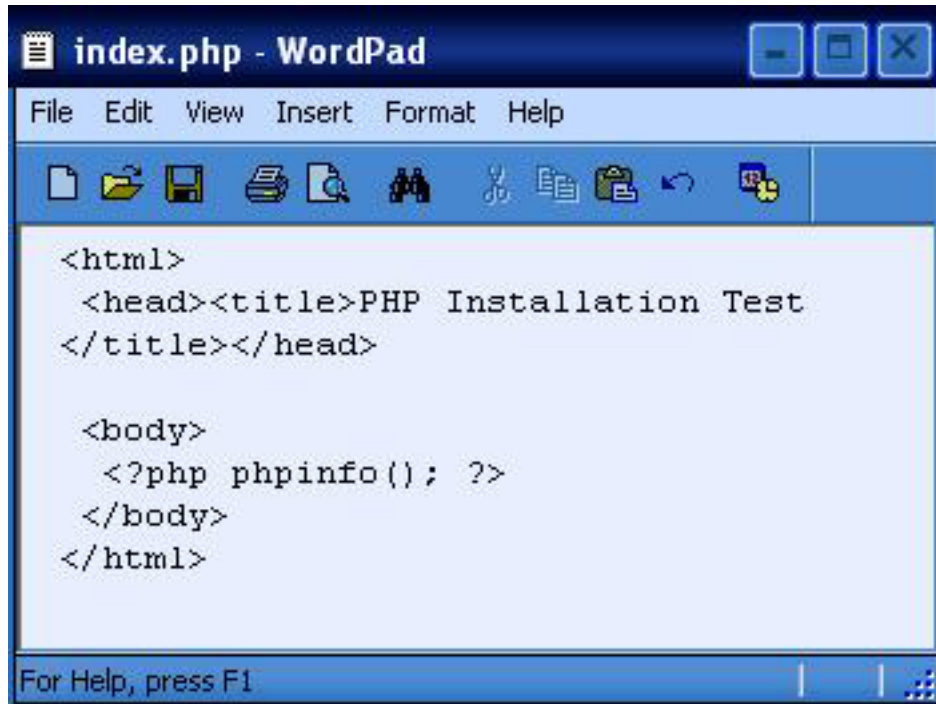 index.php - WordPad
File Edit View Insert Format Help
<html>
<head><title>PHP Installation Test
</title></head>
<body>
<?php phpinfo(); ?>
</body>
</html>
For Help, press F1